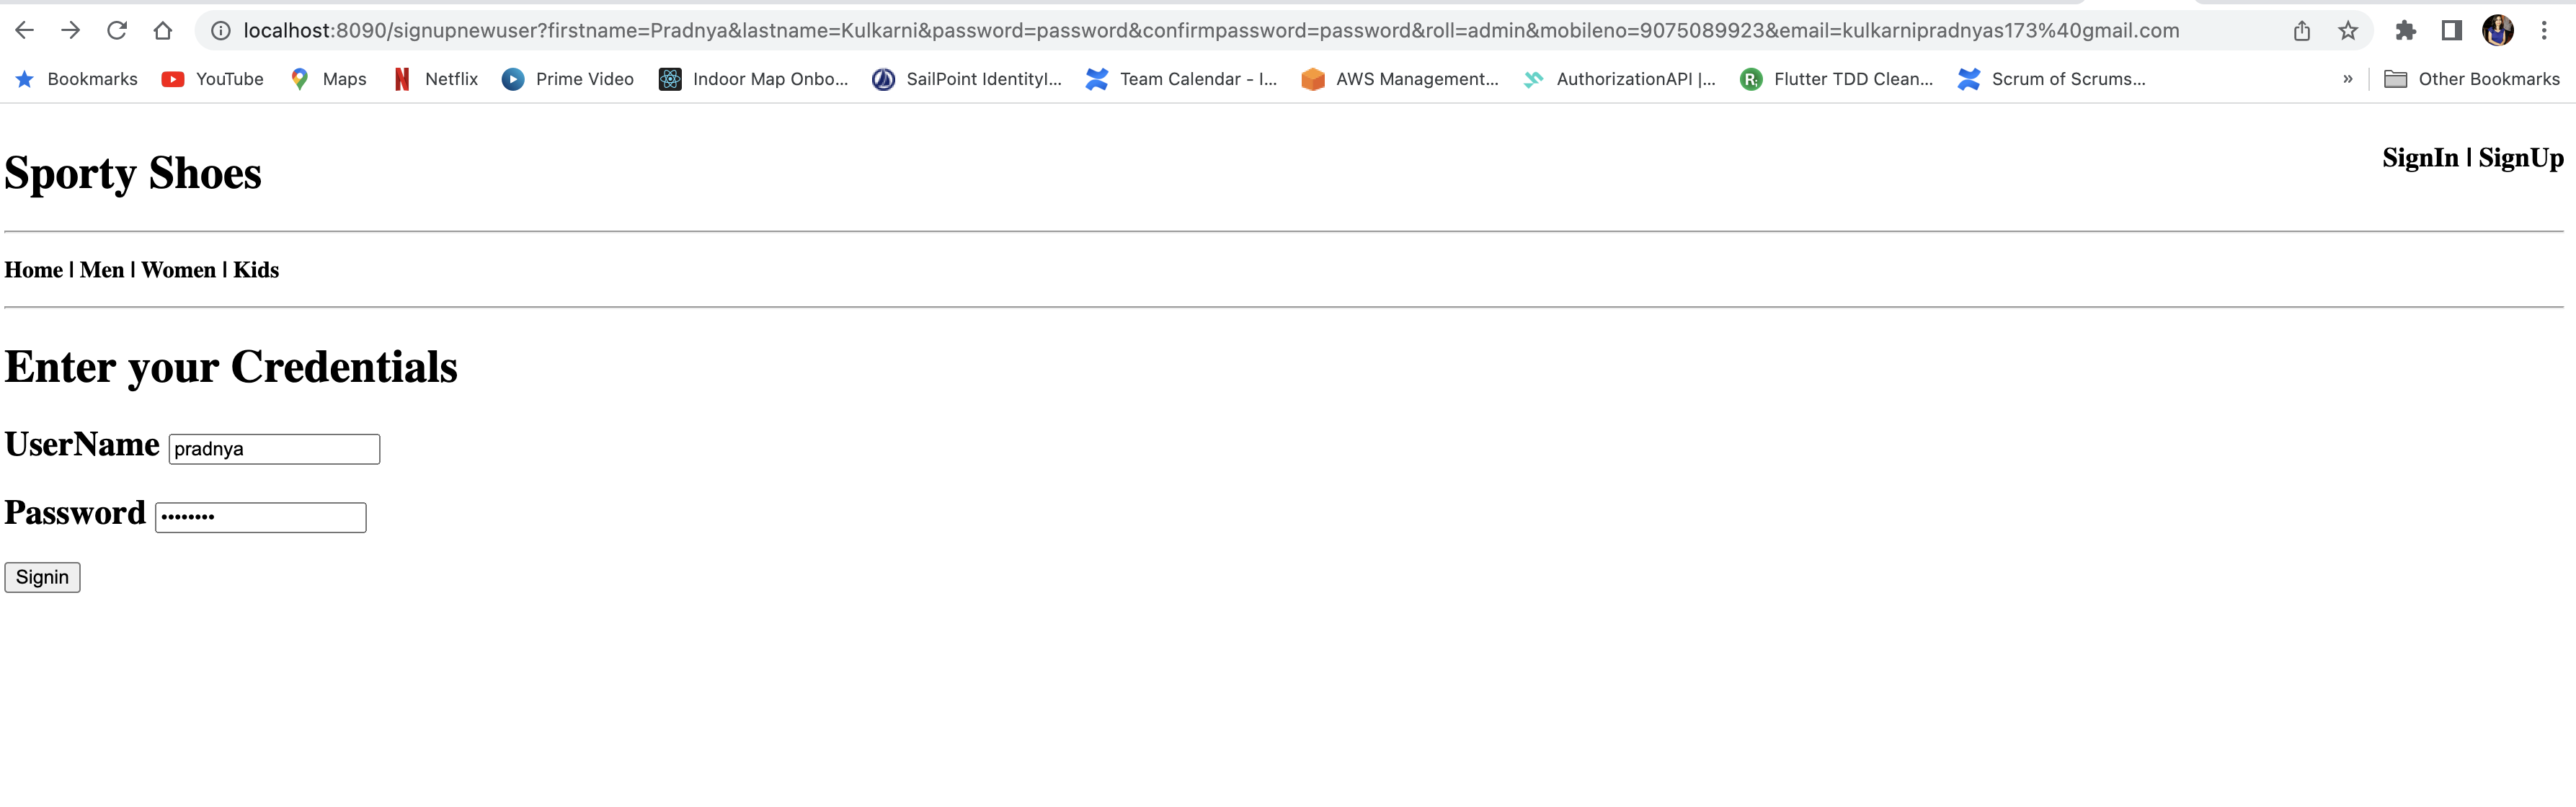 localhost:8090/signupnewuser?firstname=Pradnya&lastname=Kulkarni&password=password&confirmpassword=password&roll=admin&mobileno=9075089923&email=kulkarnipradnyas173%40gmail.com
Bookmarks YouTube Maps Netflix Prime Video Indoor Map Onbo... SailPoint IdentityI... Team Calendar - I... AWS Management... AuthorizationAPI |... Flutter TDD Clean... Scrum of Scrums... » Other Bookmarks
Sporty Shoes
SignIn | SignUp
Home | Men | Women | Kids
Enter your Credentials
UserName pradnya
Password ••••••••
Signin